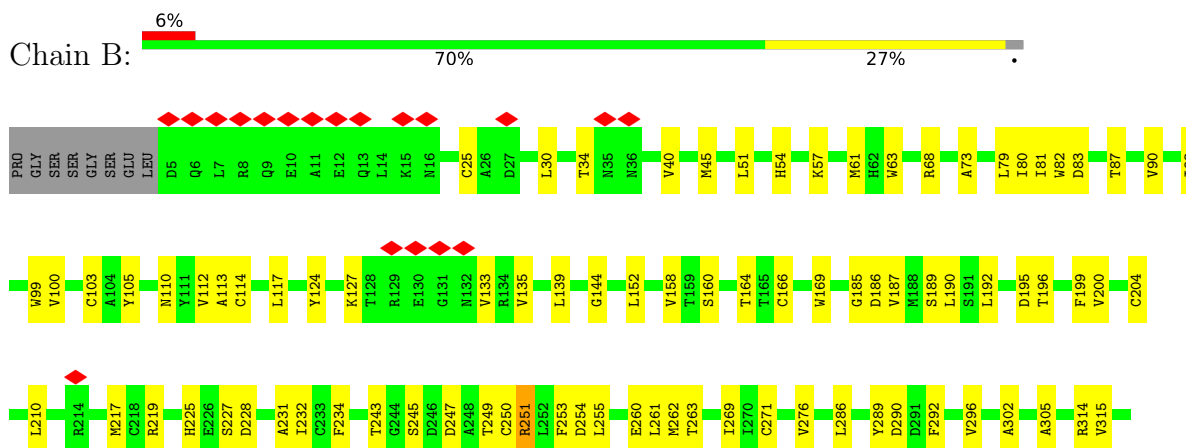 6%
Chain B:
70% 27% •
PRO GLY SER SER GLY SER GLU LEU D5 Q6 L7 R8 Q9 E10 A11 E12 Q13 L14 K15 N16 C25 A26 D27 L30 T34 N35 N36 V40 M45 L51 H54 K57 M61 H62 W63 R68 A73 L79 I80 I81 W82 D83 T87 V90
W99 V100 C103 A104 Y105 N110 Y111 V112 A113 C114 L117 Y124 K127 T128 R129 E130 G131 N132 V133 R134 V135 L139 G144 L152 V158 T159 S160 T164 T165 C166 W169 G185 D186 V187 M188 S189 L190 S191 L192 D195 T196 F199 V200 C204
L210 R214 M217 C218 R219 H225 E226 S227 D228 A231 I232 C233 F234 T243 G244 S245 D246 D247 A248 T249 C250 R251 L252 F253 D254 L255 E260 L261 M262 T263 I269 I270 C271 V276 L286 Y289 D290 D291 F292 V296 A302 A305 R314 V315